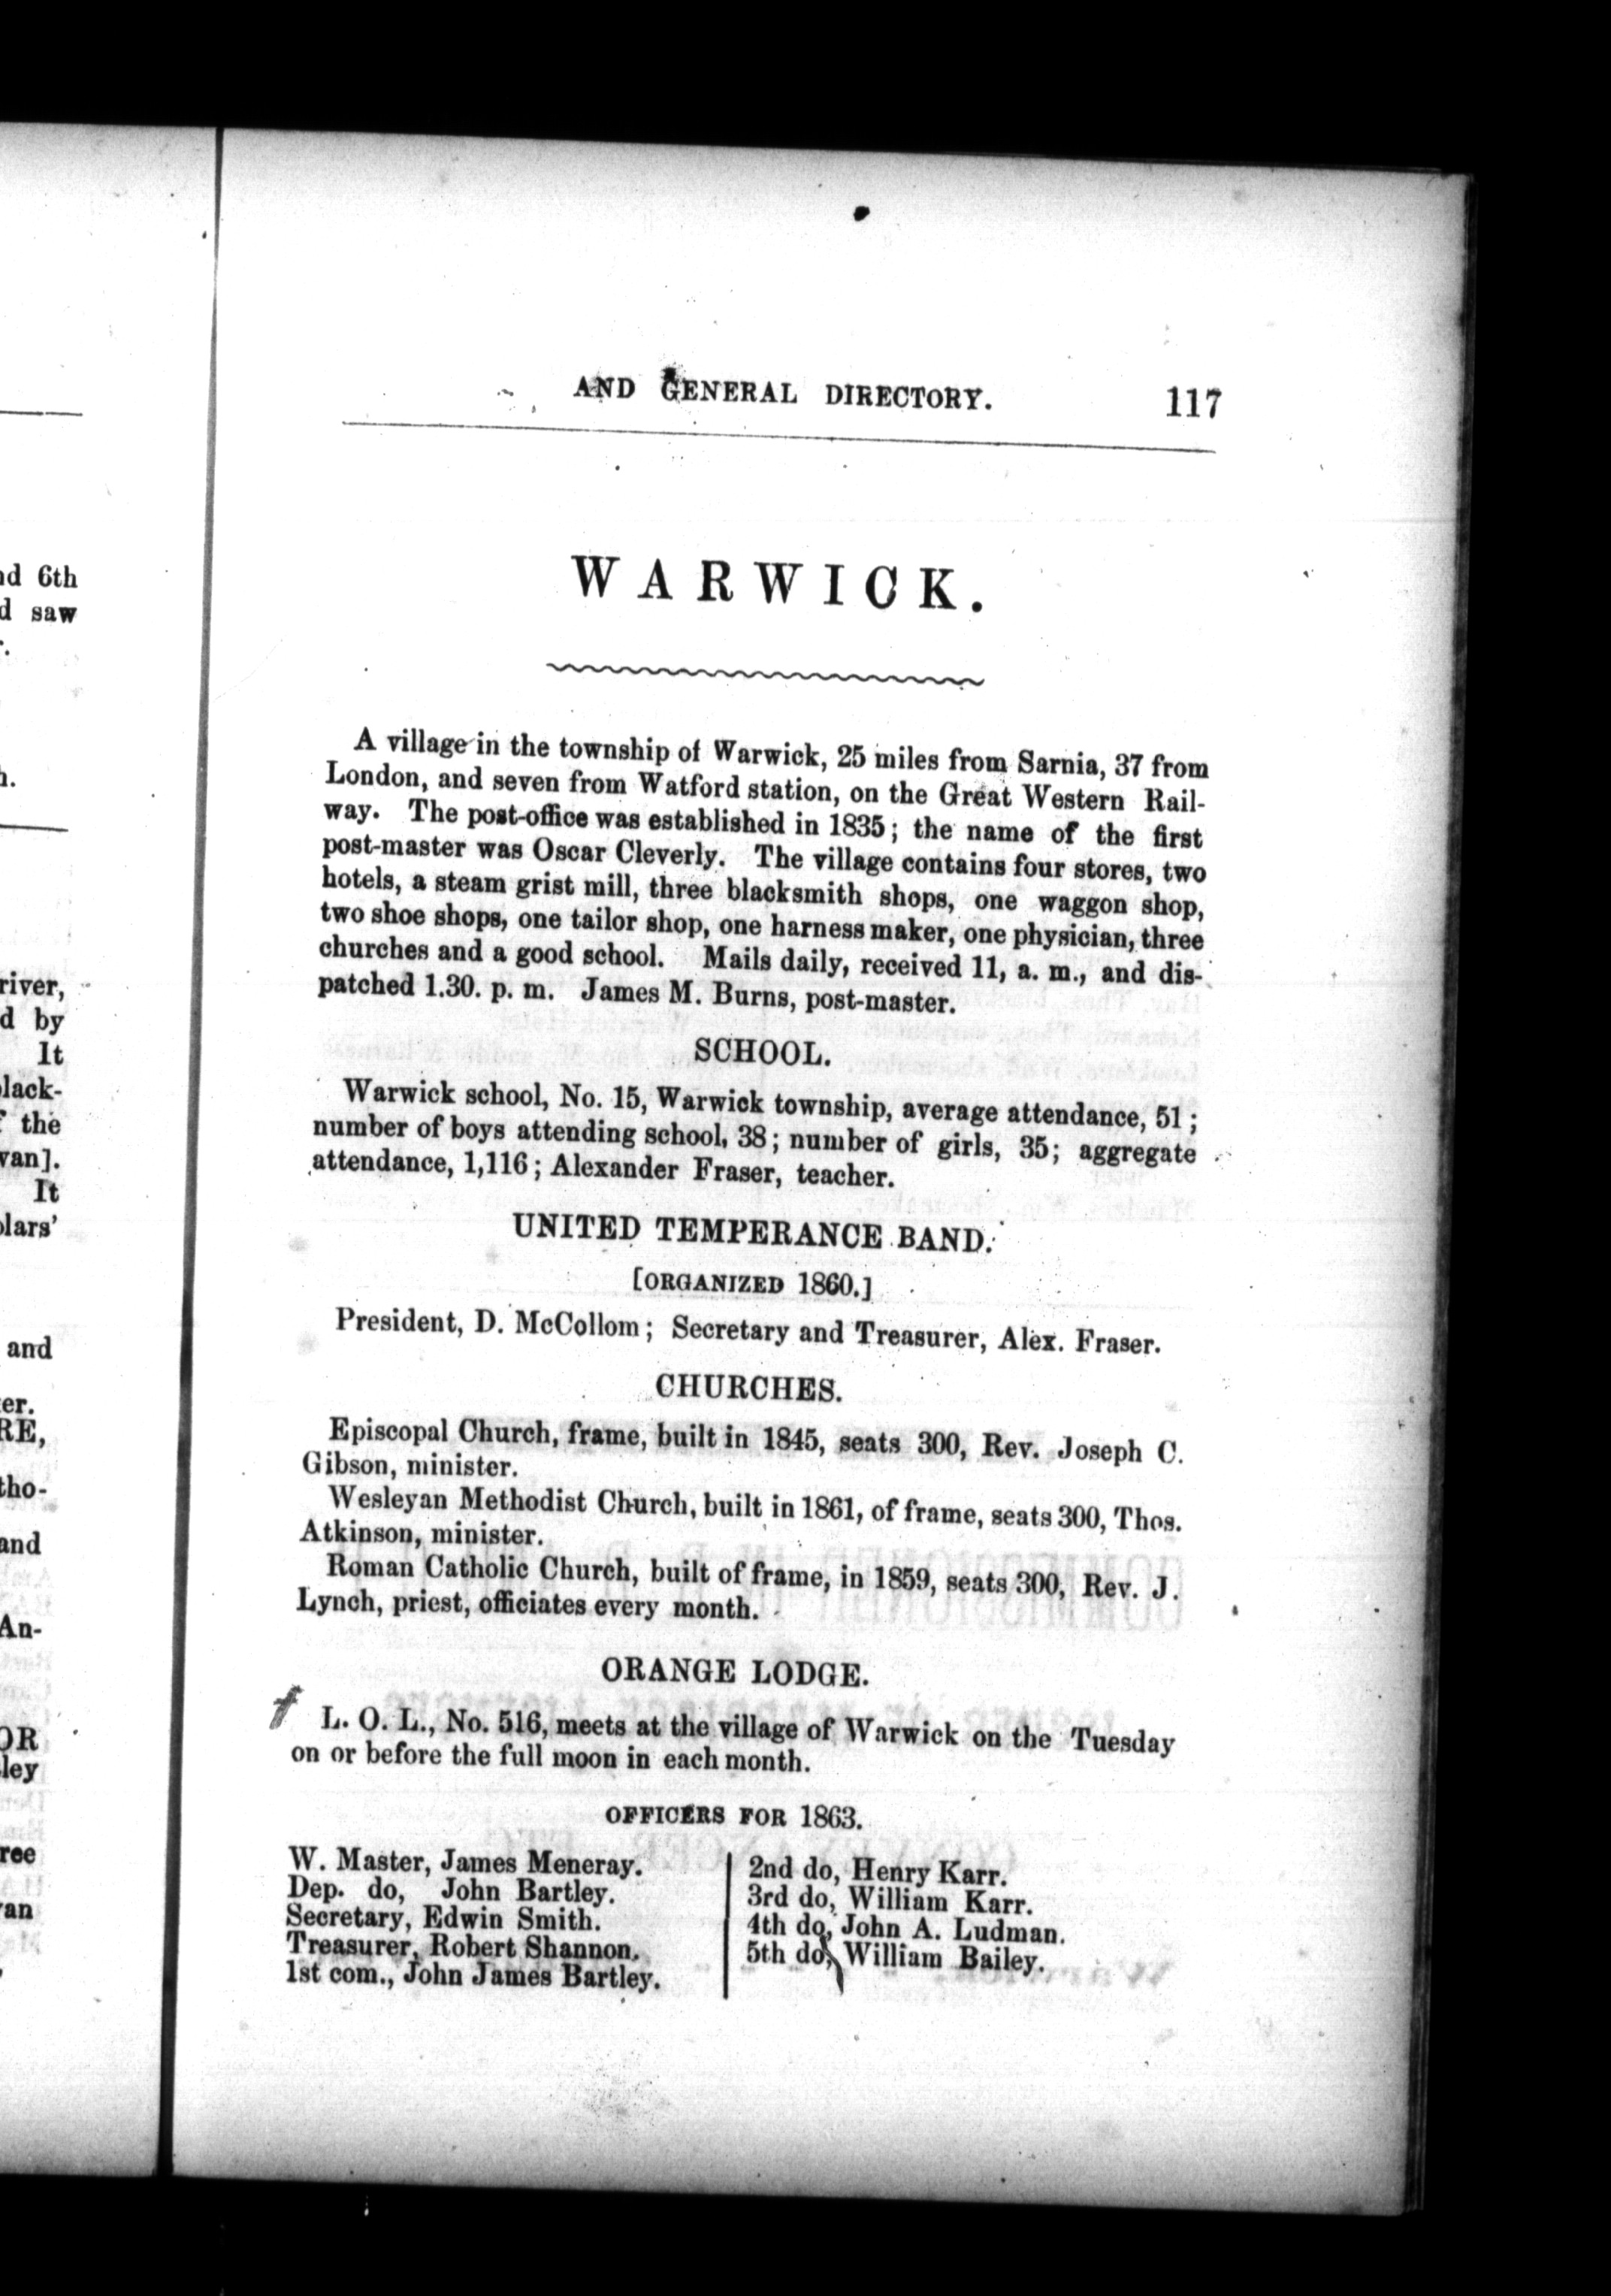 AND GENERAL DIRECTORY. 117
WARWICK.
A village in the township of Warwick, 25 miles from Sarnia, 37 from
London, and seven from Watford station, on the Great Western Rail-
way. The post-office was established in 1835; the name of the first
post-master was Oscar Cleverly. The village contains four stores, two
hotels, a steam grist mill, three blacksmith shops, one waggon shop,
two shoe shops, one tailor shop, one harness maker, one physician, three
churches and a good school. Mails daily, received 11, a. m., and dis-
patched 1.30. p. m. James M. Burns, post-master.
SCHOOL.
Warwick school, No. 15, Warwick township, average attendance, 51;
number of boys attending school, 38; number of girls, 35; aggregate
attendance, 1,116; Alexander Fraser, teacher.
UNITED TEMPERANCE BAND.
[ORGANIZED 1860.]
President, D. McCollom; Secretary and Treasurer, Alex. Fraser.
CHURCHES.
Episcopal Church, frame, built in 1845, seats 300, Rev. Joseph C.
Gibson, minister.
Wesleyan Methodist Church, built in 1861, of frame, seats 300, Thos.
Atkinson, minister.
Roman Catholic Church, built of frame, in 1859, seats 300, Rev. J.
Lynch, priest, officiates every month.
ORANGE LODGE.
L. O. L., No. 516, meets at the village of Warwick on the Tuesday
on or before the full moon in each month.
OFFICERS FOR 1863.
W. Master, James Meneray.
Dep. do, John Bartley.
Secretary, Edwin Smith.
Treasurer, Robert Shannon.
1st com., John James Bartley.
2nd do, Henry Karr.
3rd do, William Karr.
4th do, John A. Ludman.
5th do, William Bailey.